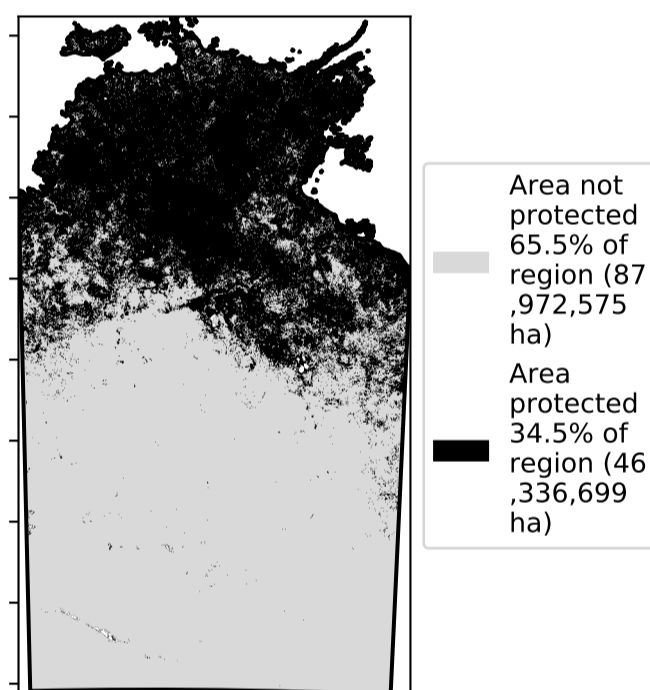 Area not
protected
65.5% of
region (87
,972,575
ha)
Area
protected
34.5% of
region (46
,336,699
ha)